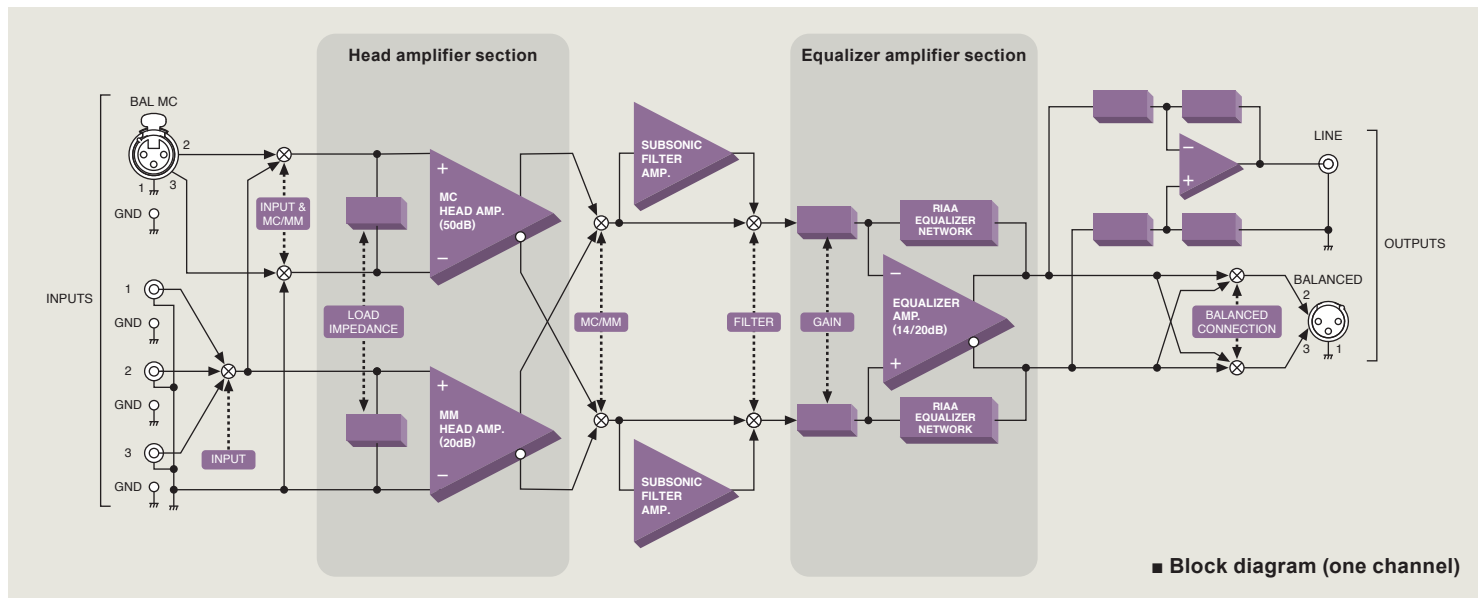 Head amplifier section
Equalizer amplifier section
BAL MC
2
1
3
GND
INPUT &
MC/MM
INPUTS
1
GND
2
GND
3
GND
INPUT
LOAD
IMPEDANCE
+
MC
HEAD AMP.
(50dB)
−
+
MM
HEAD AMP.
(20dB)
−
MC/MM
SUBSONIC
FILTER
AMP.
SUBSONIC
FILTER
AMP.
FILTER
GAIN
RIAA
EQUALIZER
NETWORK
−
EQUALIZER
AMP.
(14/20dB)
+
RIAA
EQUALIZER
NETWORK
−
+
LINE
OUTPUTS
BALANCED
2
3
1
BALANCED
CONNECTION
■ Block diagram (one channel)